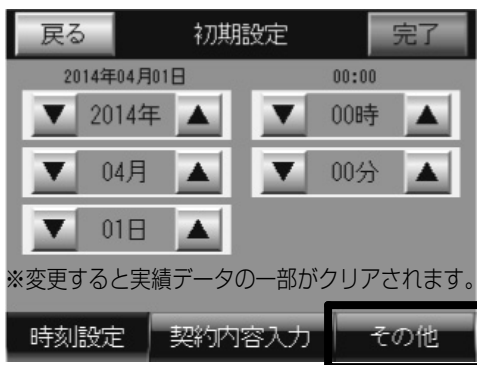 戻る 初期設定 完了
2014年04月01日 00:00
▼ 2014年 ▲ ▼ 00時 ▲
▼ 04月 ▲ ▼ 00分 ▲
▼ 01日 ▲
※変更すると実績データの一部がクリアされます。
時刻設定 契約内容入力 その他